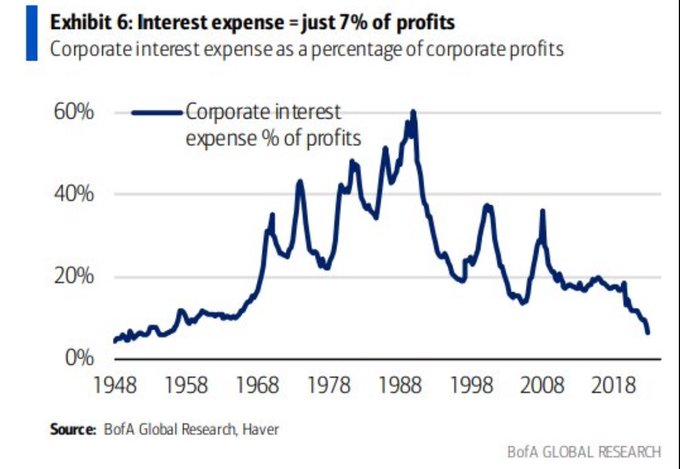 Exhibit 6: Interest expense = just 7% of profits
Corporate interest expense as a percentage of corporate profits
60%
Corporate interest
expense % of profits
40%
20%
0%
1948 1958 1968 1978 1988 1998 2008 2018
Source: BofA Global Research, Haver
BofA GLOBAL RESEARCH